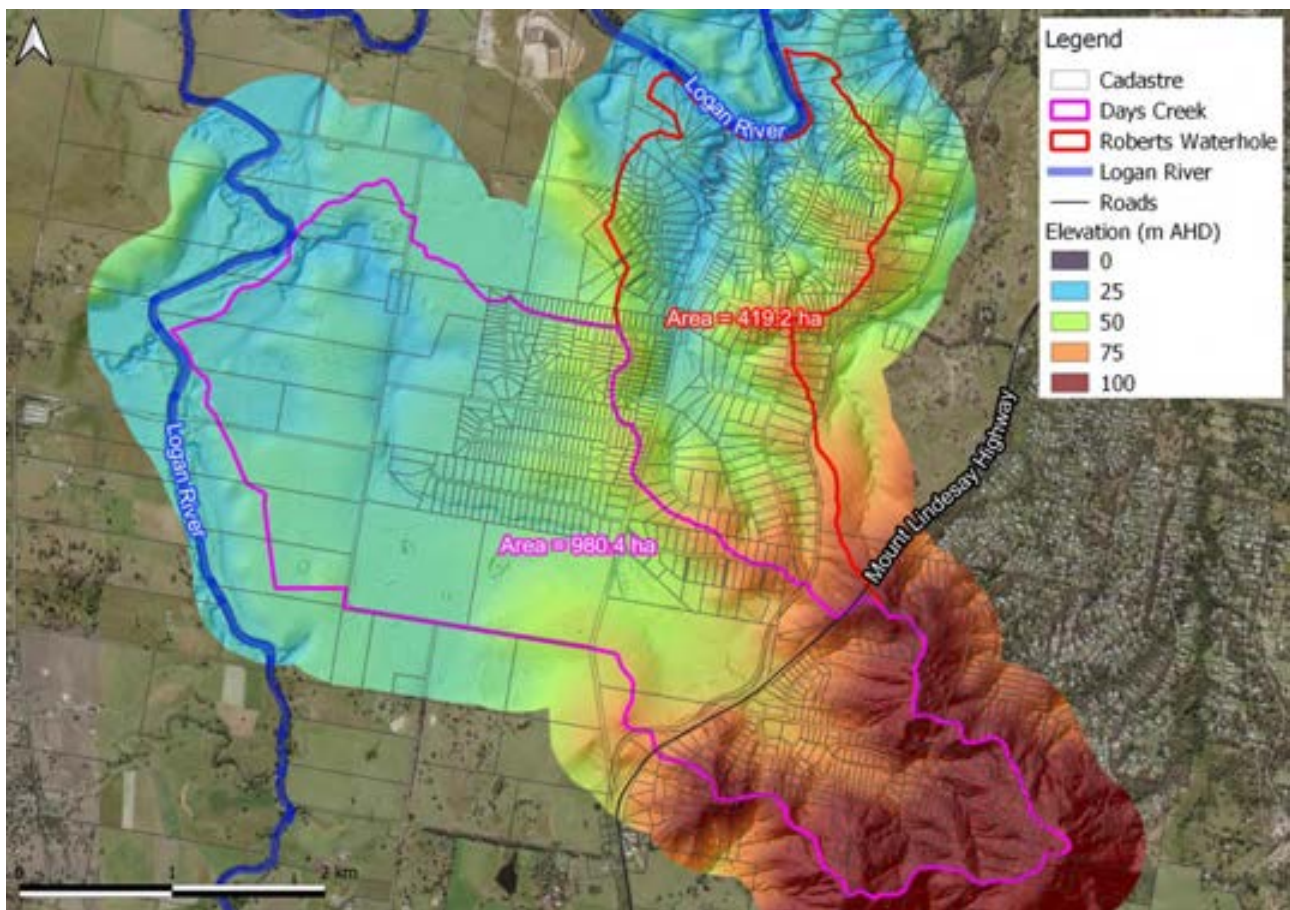 Legend
Cadastre
Days Creek
Roberts Waterhole
Logan River
Roads
Elevation (m AHD)
0
25
50
75
100
Logan River
Area = 419.2 ha
Mount Lindesay Highway
Logan River
Area = 980.4 ha
0 1 2 km